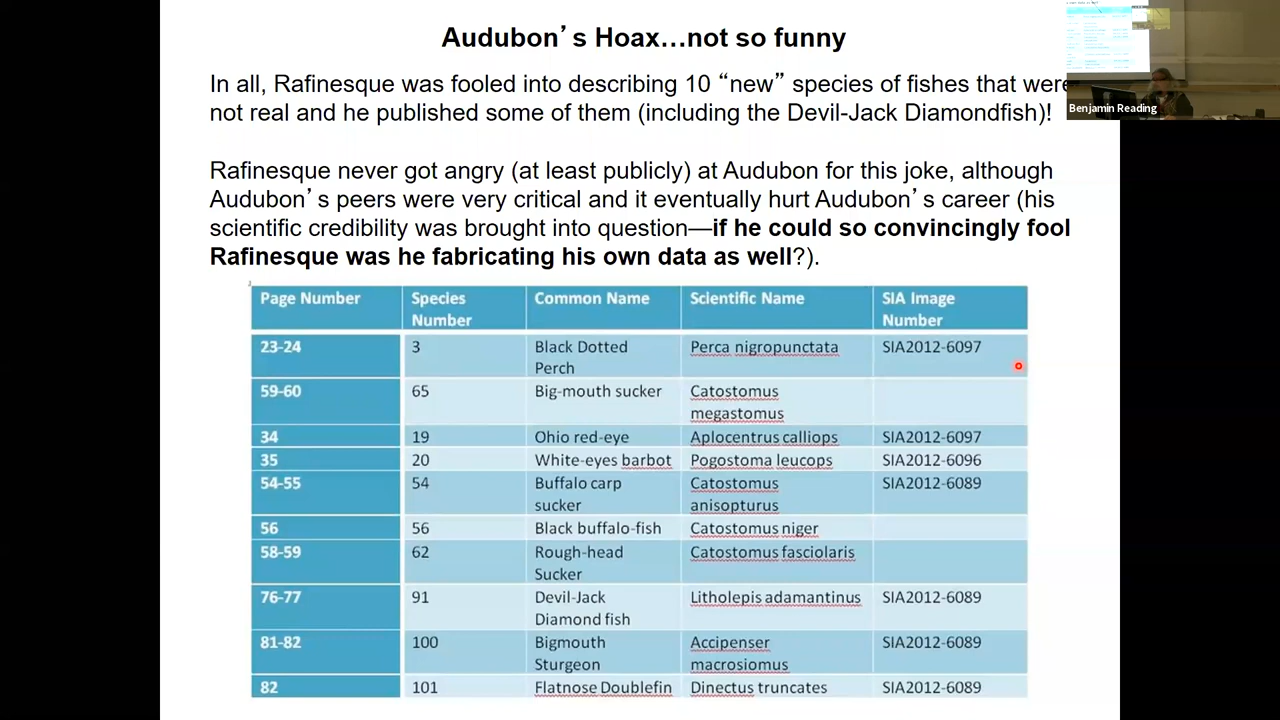 Audubon’s Hoax...not so funny
In all, Rafinesque was fooled into describing 10 “new” species of fishes that were
not real and he published some of them (including the Devil-Jack Diamondfish)!
Benjamin Reading
Rafinesque never got angry (at least publicly) at Audubon for this joke, although
Audubon’s peers were very critical and it eventually hurt Audubon’s career (his
scientific credibility was brought into question—if he could so convincingly fool
Rafinesque was he fabricating his own data as well?).
Page Number Species Number Common Name Scientific Name SIA Image Number
23-24 3 Black Dotted Perch Perca nigropunctata SIA2012-6097
59-60 65 Big-mouth sucker Catostomus megastomus
34 19 Ohio red-eye Aplocentrus calliops SIA2012-6097
35 20 White-eyes barbot Pogostoma leucops SIA2012-6096
54-55 54 Buffalo carp sucker Catostomus anisopturus SIA2012-6089
56 56 Black buffalo-fish Catostomus niger
58-59 62 Rough-head Sucker Catostomus fasciolaris
76-77 91 Devil-Jack Diamond fish Litholepis adamantinus SIA2012-6089
81-82 100 Bigmouth Sturgeon Accipenser macrosiomus SIA2012-6089
82 101 Flatnose Doublefin Dinectus truncates SIA2012-6089